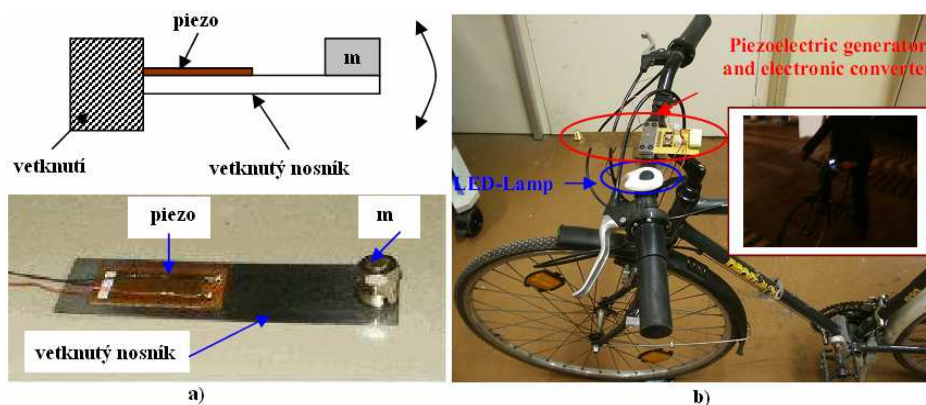 piezo
m
vetknutí
vetknutý nosník
piezo
m
vetknutý nosník
a)
Piezoelectric generator
and electronic converter
LED-Lamp
b)